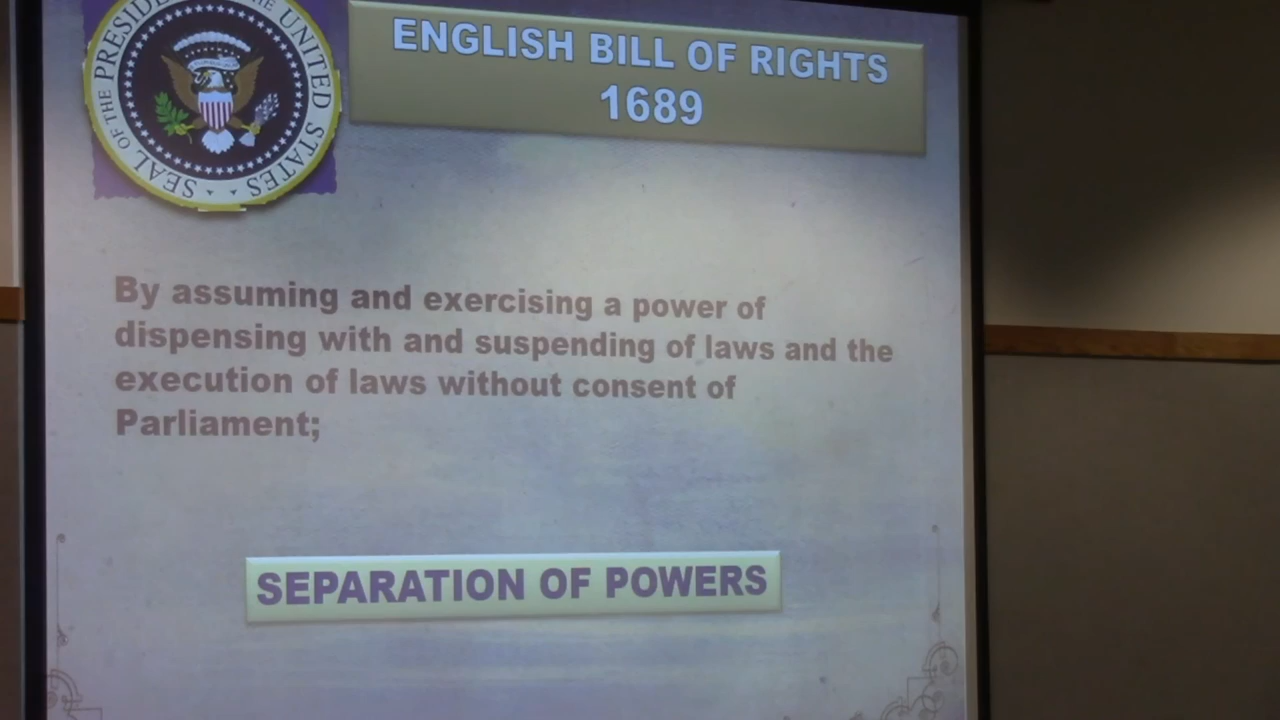 SEAL OF THE PRESIDENT OF THE UNITED STATES
ENGLISH BILL OF RIGHTS
1689
By assuming and exercising a power of
dispensing with and suspending of laws and the
execution of laws without consent of
Parliament;
SEPARATION OF POWERS